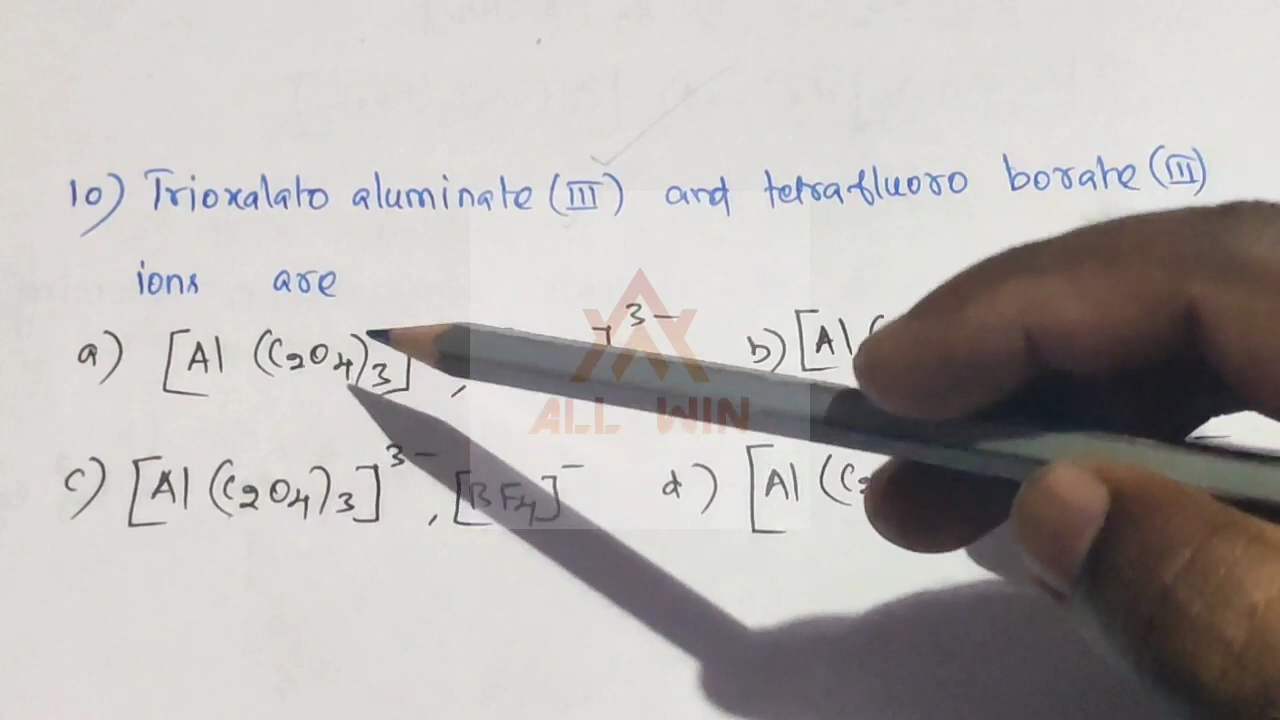 10) Trioxalato aluminate (III) and tetrafluoro borate (III)
ions are
a) [Al (C2O4)3] , ]3- b) [Al (
c) [Al (C2O4)3]3- , [BF4]- d) [Al (C2
ALL WIN